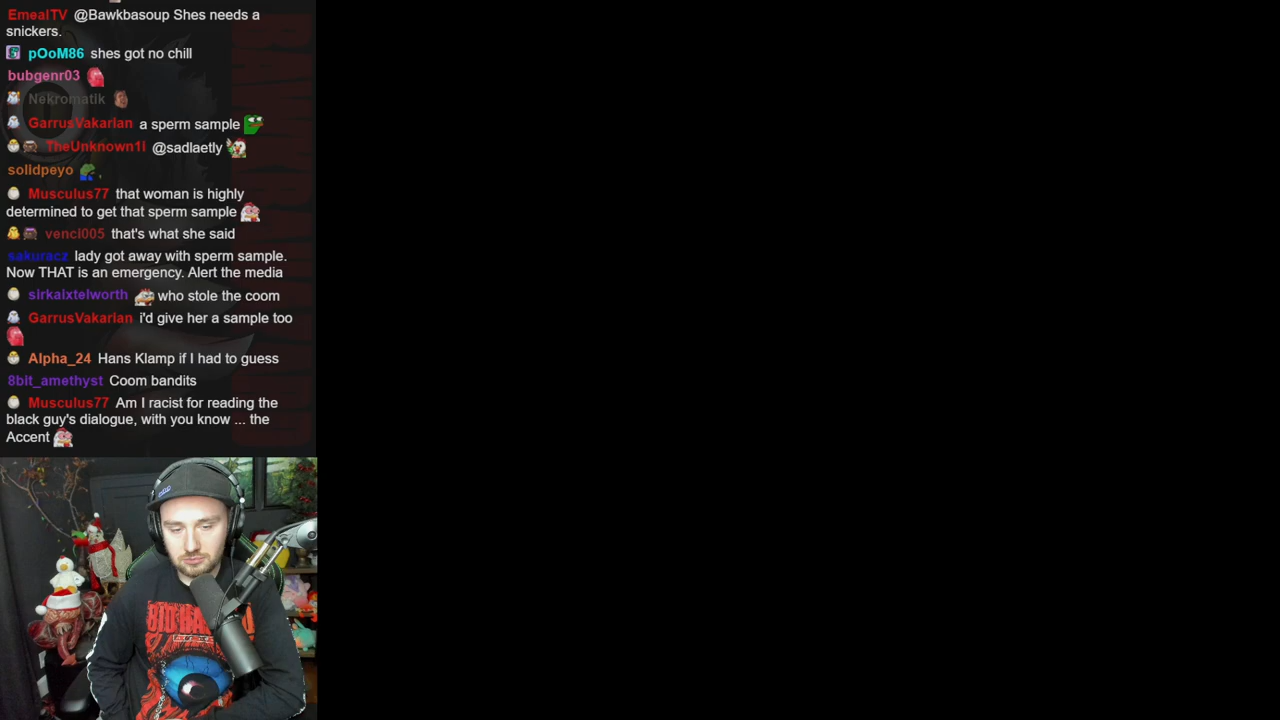 EmealTV @Bawkbasoup Shes needs a
snickers.
pOoM86 shes got no chill
bubgenr03
Nekromatik
GarrusVakarian a sperm sample
TheUnknown1l @sadlaetly
solidpeyo
Musculus77 that woman is highly
determined to get that sperm sample
venci005 that's what she said
sakuracz lady got away with sperm sample.
Now THAT is an emergency. Alert the media
sirkaixtelworth who stole the coom
GarrusVakarian i'd give her a sample too
Alpha_24 Hans Klamp if I had to guess
8bit_amethyst Coom bandits
Musculus77 Am I racist for reading the
black guy's dialogue, with you know ... the
Accent